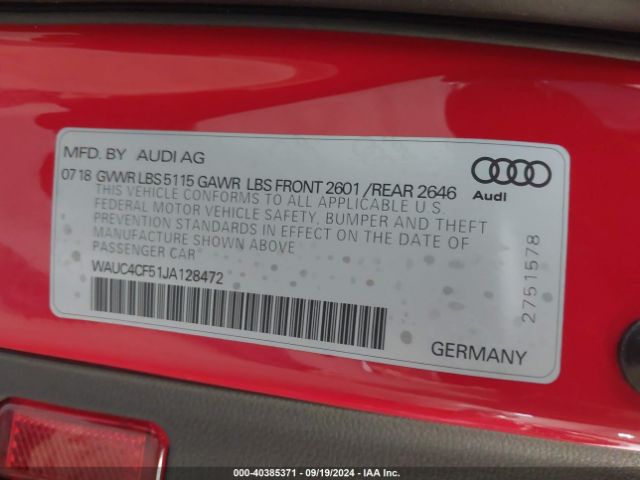 MFD. BY AUDI AG
07 18 GVWR LBS 5115 GAWR LBS FRONT 2601 / REAR 2646
THIS VEHICLE CONFORMS TO ALL APPLICABLE U.S.
FEDERAL MOTOR VEHICLE SAFETY, BUMPER AND THEFT
PREVENTION STANDARDS IN EFFECT ON THE DATE OF
MANUFACTURE SHOWN ABOVE
PASSENGER CAR
WAUC4CF51JA128472
Audi
2751578
GERMANY
000-40385371 - 09/19/2024 - IAA Inc.